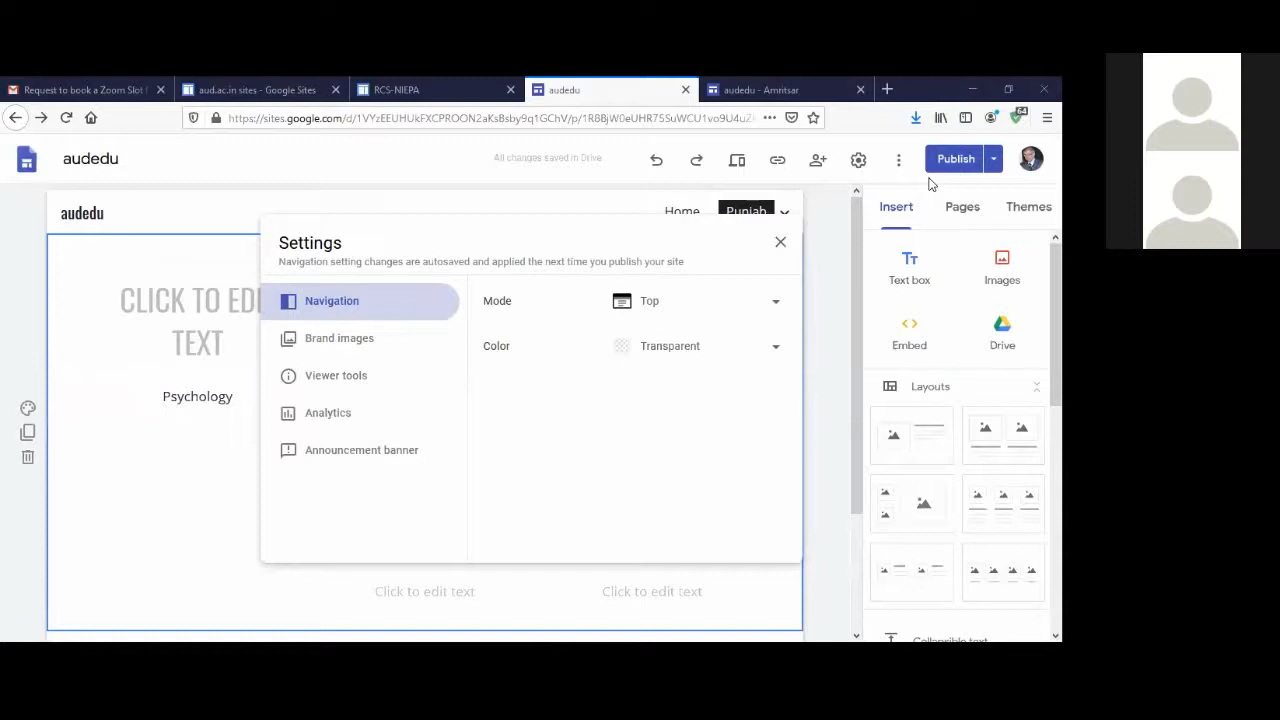 Request to book a Zoom Slot
aud.ac.in sites - Google Sites
RCS-NIEPA
audedu
audedu - Amritsar
64
audedu
All changes saved in Drive
Publish
audedu
Home
Punjab
Insert
Pages
Themes
CLICK TO EDI
TEXT
Psychology
Settings
Navigation setting changes are autosaved and applied the next time you publish your site
Navigation
Brand images
Viewer tools
Analytics
Announcement banner
Mode
Top
Color
Transparent
Text box
Images
Embed
Drive
Layouts
Click to edit text
Click to edit text
Collapsible text